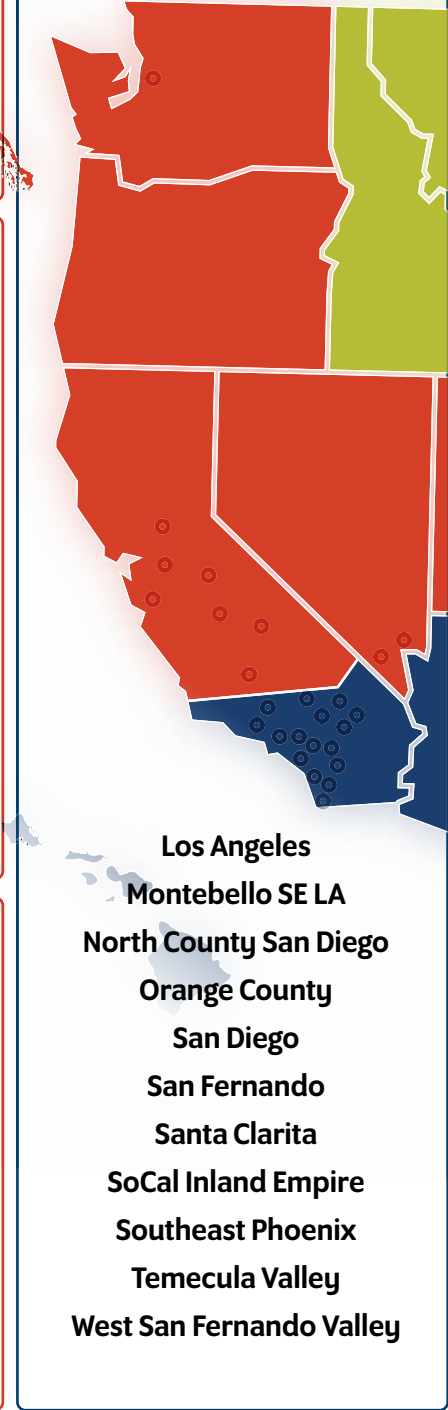 Los Angeles
Montebello SE LA
North County San Diego
Orange County
San Diego
San Fernando
Santa Clarita
SoCal Inland Empire
Southeast Phoenix
Temecula Valley
West San Fernando Valley